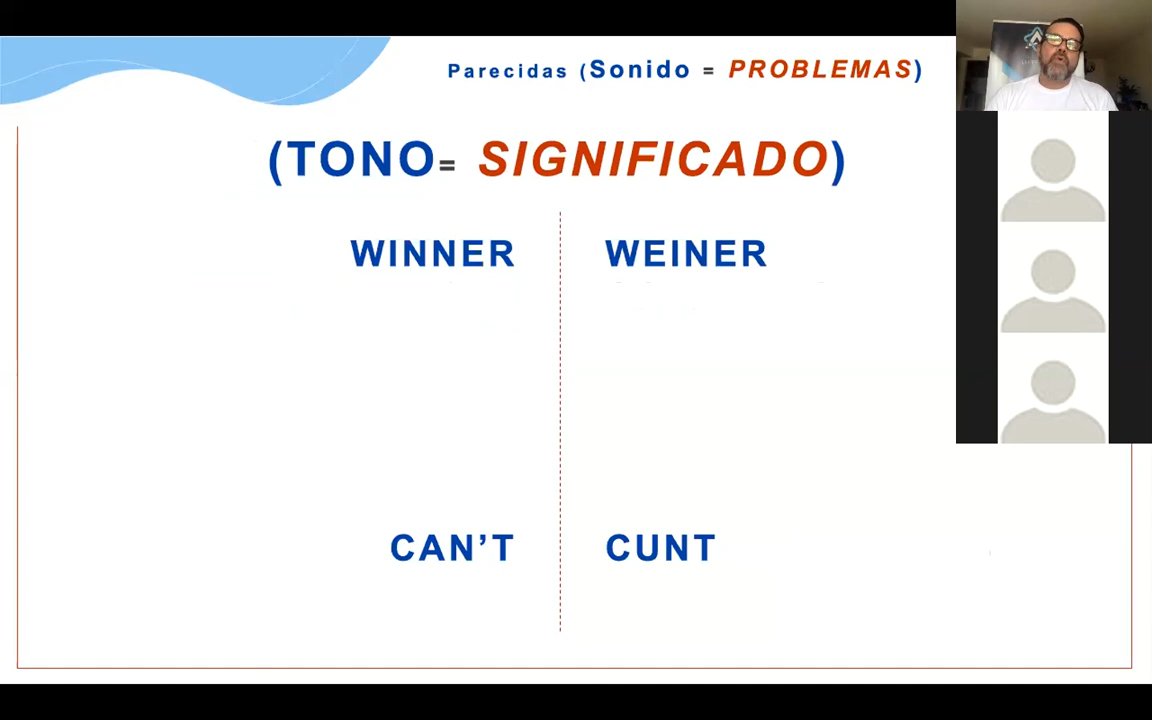 Parecidas (Sonido = PROBLEMAS)
(TONO= SIGNIFICADO)
WINNER WEINER
CAN’T CUNT